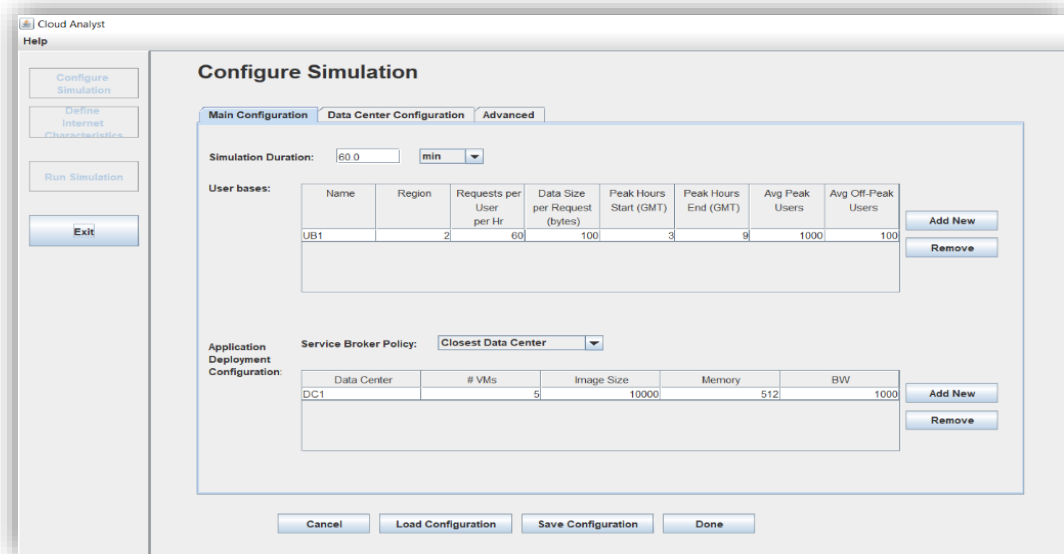 Cloud Analyst
Help
Configure
Simulation
Define
Internet
Characteristics
Run Simulation
Exit
Configure Simulation
Main Configuration Data Center Configuration Advanced
Simulation Duration: 60.0 min
User bases:
Name Region Requests per User per Hr Data Size per Request (bytes) Peak Hours Start (GMT) Peak Hours End (GMT) Avg Peak Users Avg Off-Peak Users
UB1 2 60 100 3 9 1000 100
Add New
Remove
Service Broker Policy: Closest Data Center
Application
Deployment
Configuration:
Data Center # VMs Image Size Memory BW
DC1 5 10000 512 1000
Add New
Remove
Cancel Load Configuration Save Configuration Done